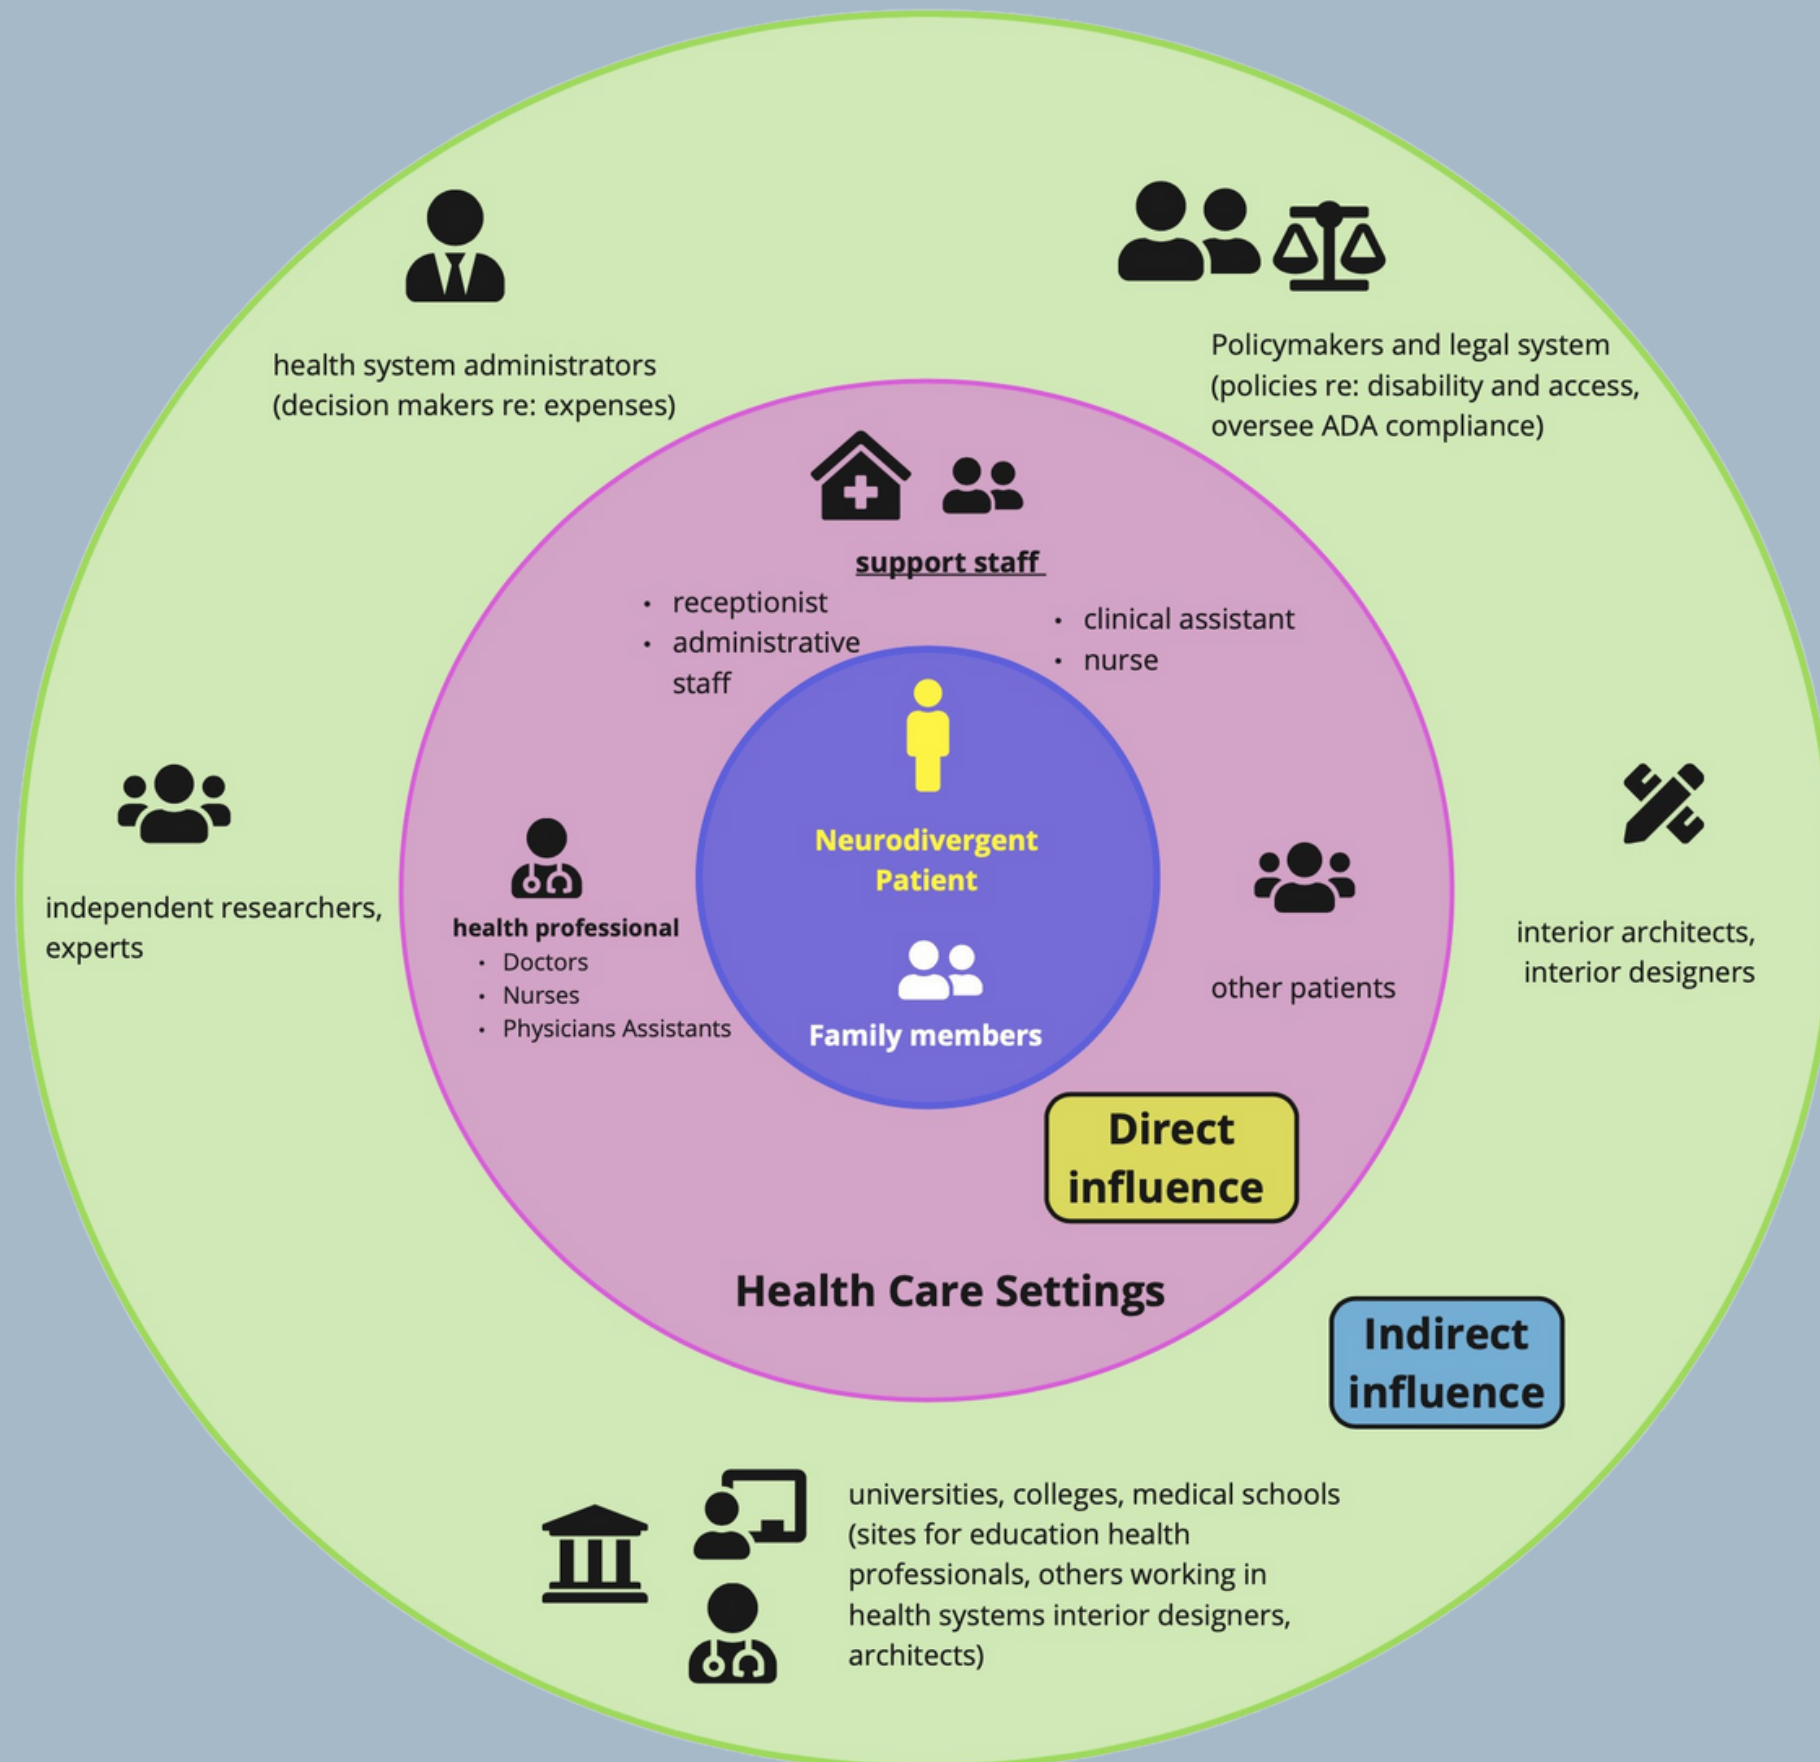 health system administrators
(decision makers re: expenses)
Policymakers and legal system
(policies re: disability and access,
oversee ADA compliance)
support staff
• receptionist
• administrative
staff
• clinical assistant
• nurse
independent researchers,
experts
health professional
• Doctors
• Nurses
• Physicians Assistants
Neurodivergent
Patient
Family members
other patients
interior architects,
interior designers
Direct
influence
Health Care Settings
Indirect
influence
universities, colleges, medical schools
(sites for education health
professionals, others working in
health systems interior designers,
architects)